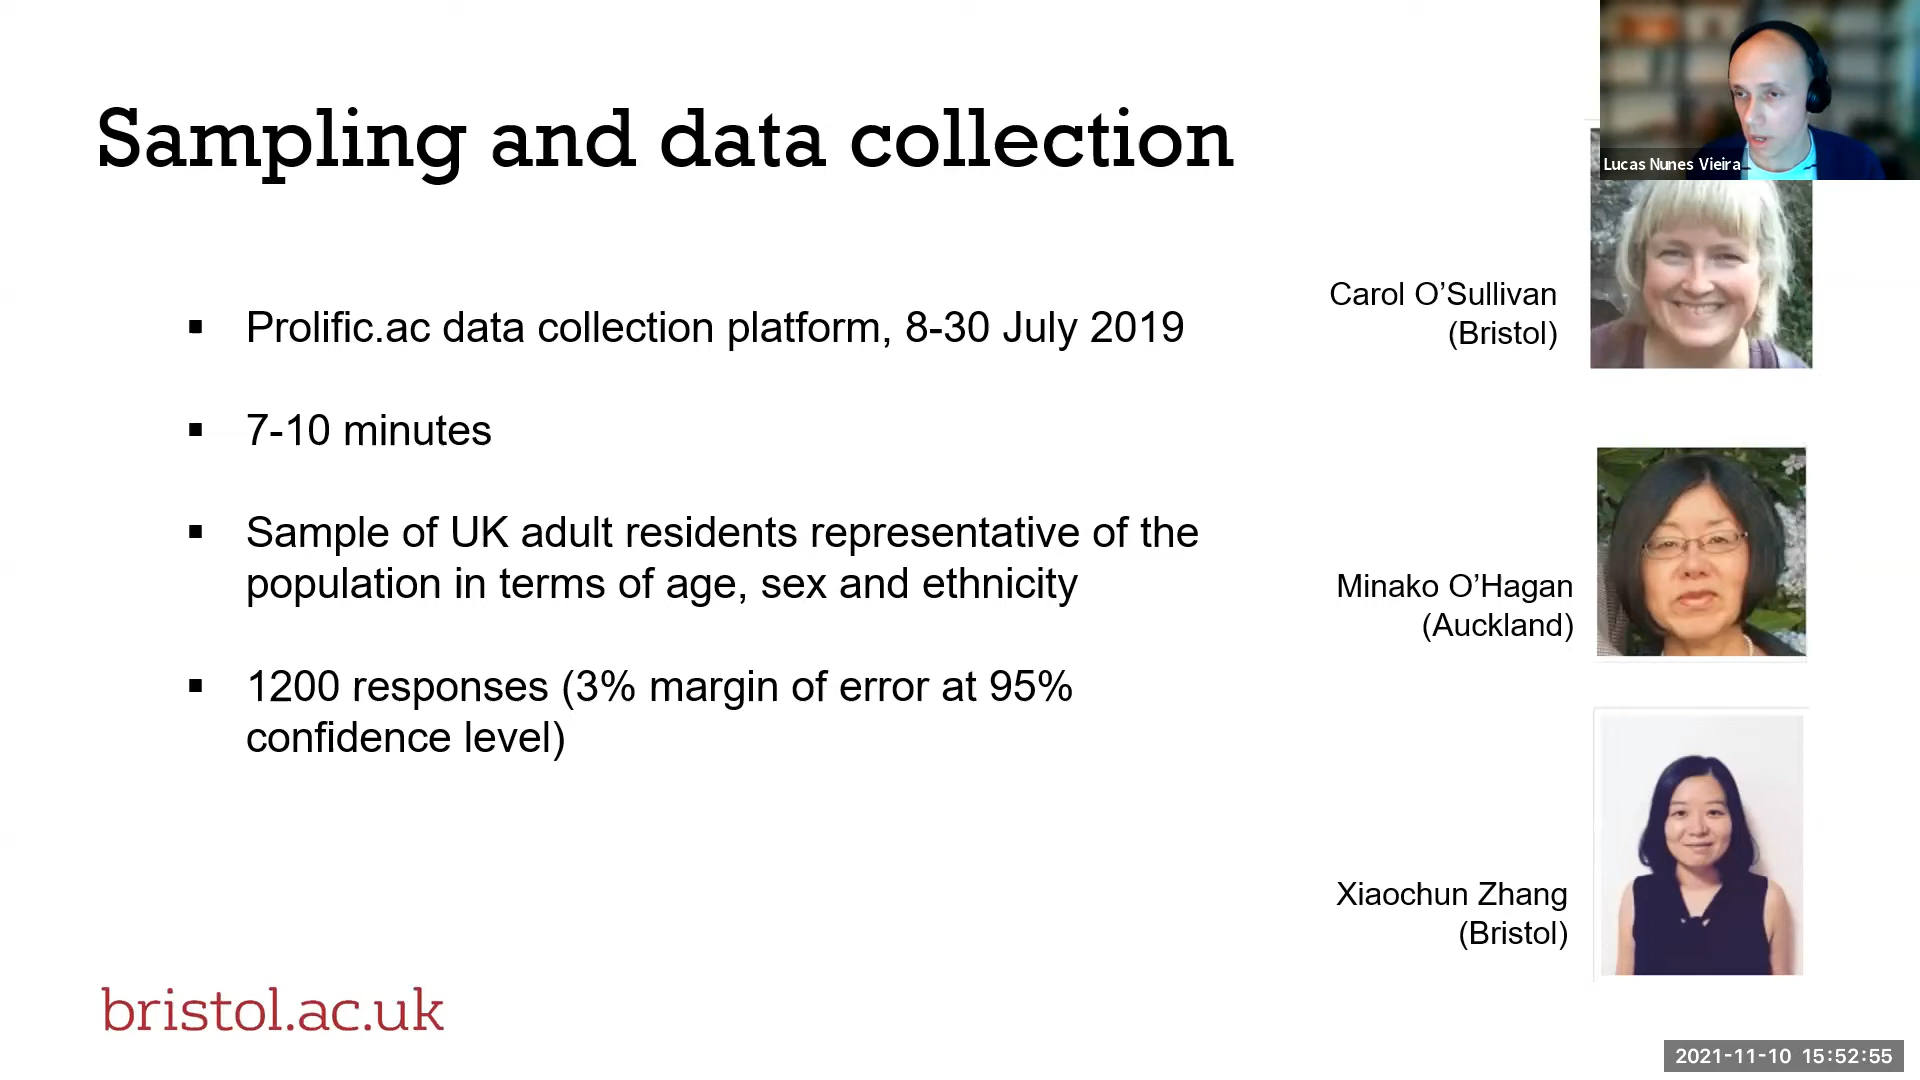 Sampling and data collection
Lucas Nunes Vieira
▪ Prolific.ac data collection platform, 8-30 July 2019
▪ 7-10 minutes
▪ Sample of UK adult residents representative of the
population in terms of age, sex and ethnicity
▪ 1200 responses (3% margin of error at 95%
confidence level)
Carol O’Sullivan
(Bristol)
Minako O’Hagan
(Auckland)
Xiaochun Zhang
(Bristol)
bristol.ac.uk
2021-11-10 15:52:55